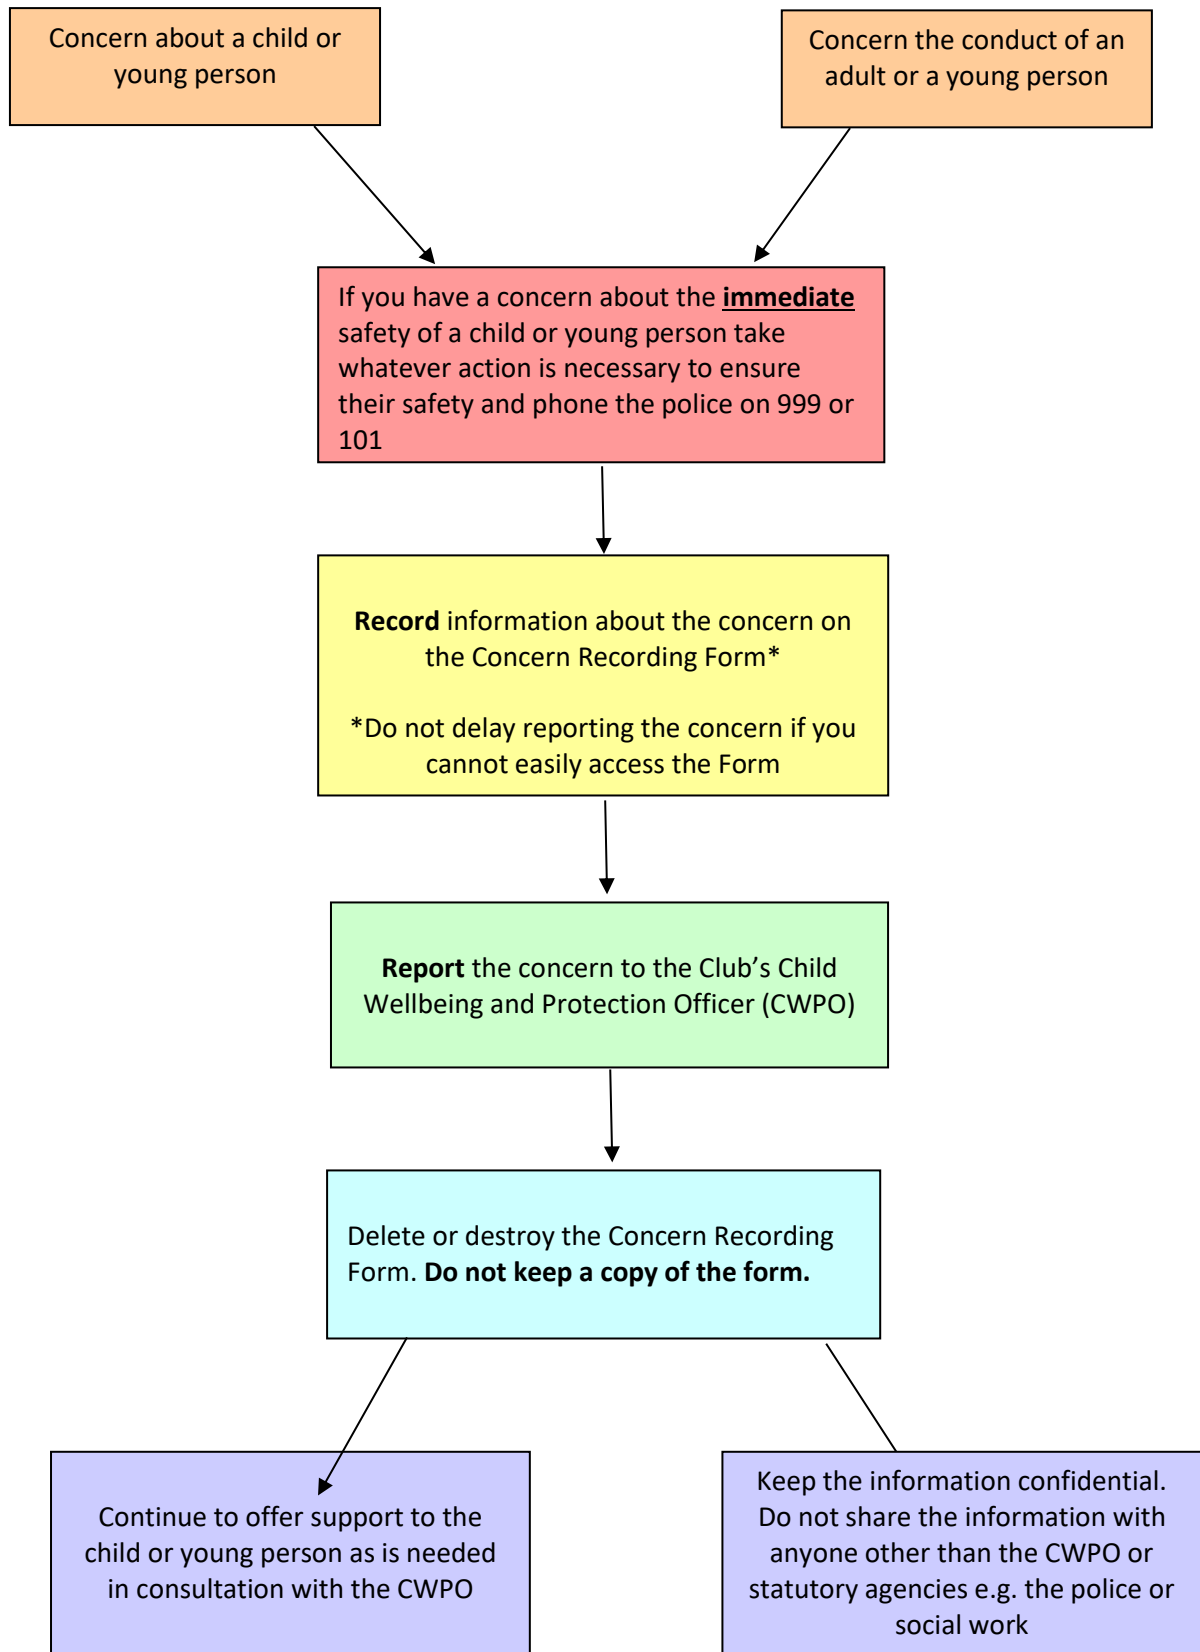 Concern about a child or
young person
Concern the conduct of an
adult or a young person
If you have a concern about the immediate
safety of a child or young person take
whatever action is necessary to ensure
their safety and phone the police on 999 or
101
Record information about the concern on
the Concern Recording Form*
*Do not delay reporting the concern if you
cannot easily access the Form
Report the concern to the Club’s Child
Wellbeing and Protection Officer (CWPO)
Delete or destroy the Concern Recording
Form. Do not keep a copy of the form.
Continue to offer support to the
child or young person as is needed
in consultation with the CWPO
Keep the information confidential.
Do not share the information with
anyone other than the CWPO or
statutory agencies e.g. the police or
social work